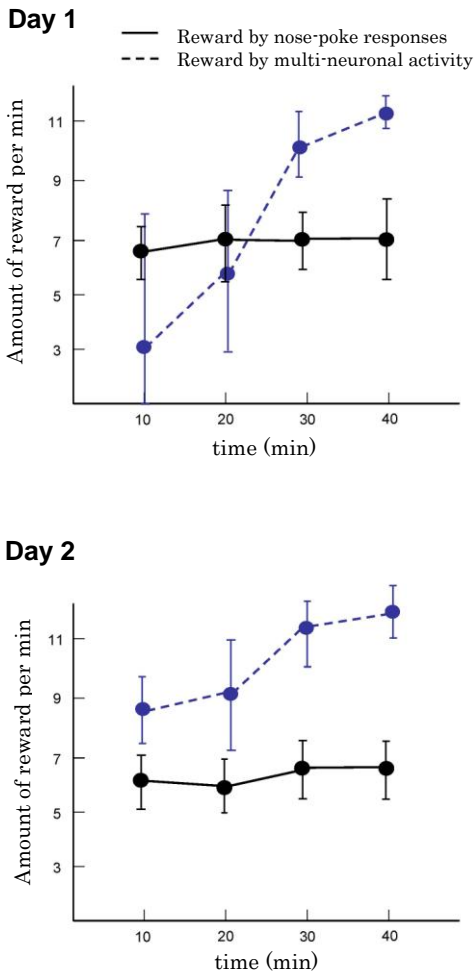 Day 1
Reward by nose-poke responses
Reward by multi-neuronal activity
Amount of reward per min
11
9
7
5
3
10 20 30 40
time (min)
Day 2
Amount of reward per min
11
9
7
5
3
10 20 30 40
time (min)